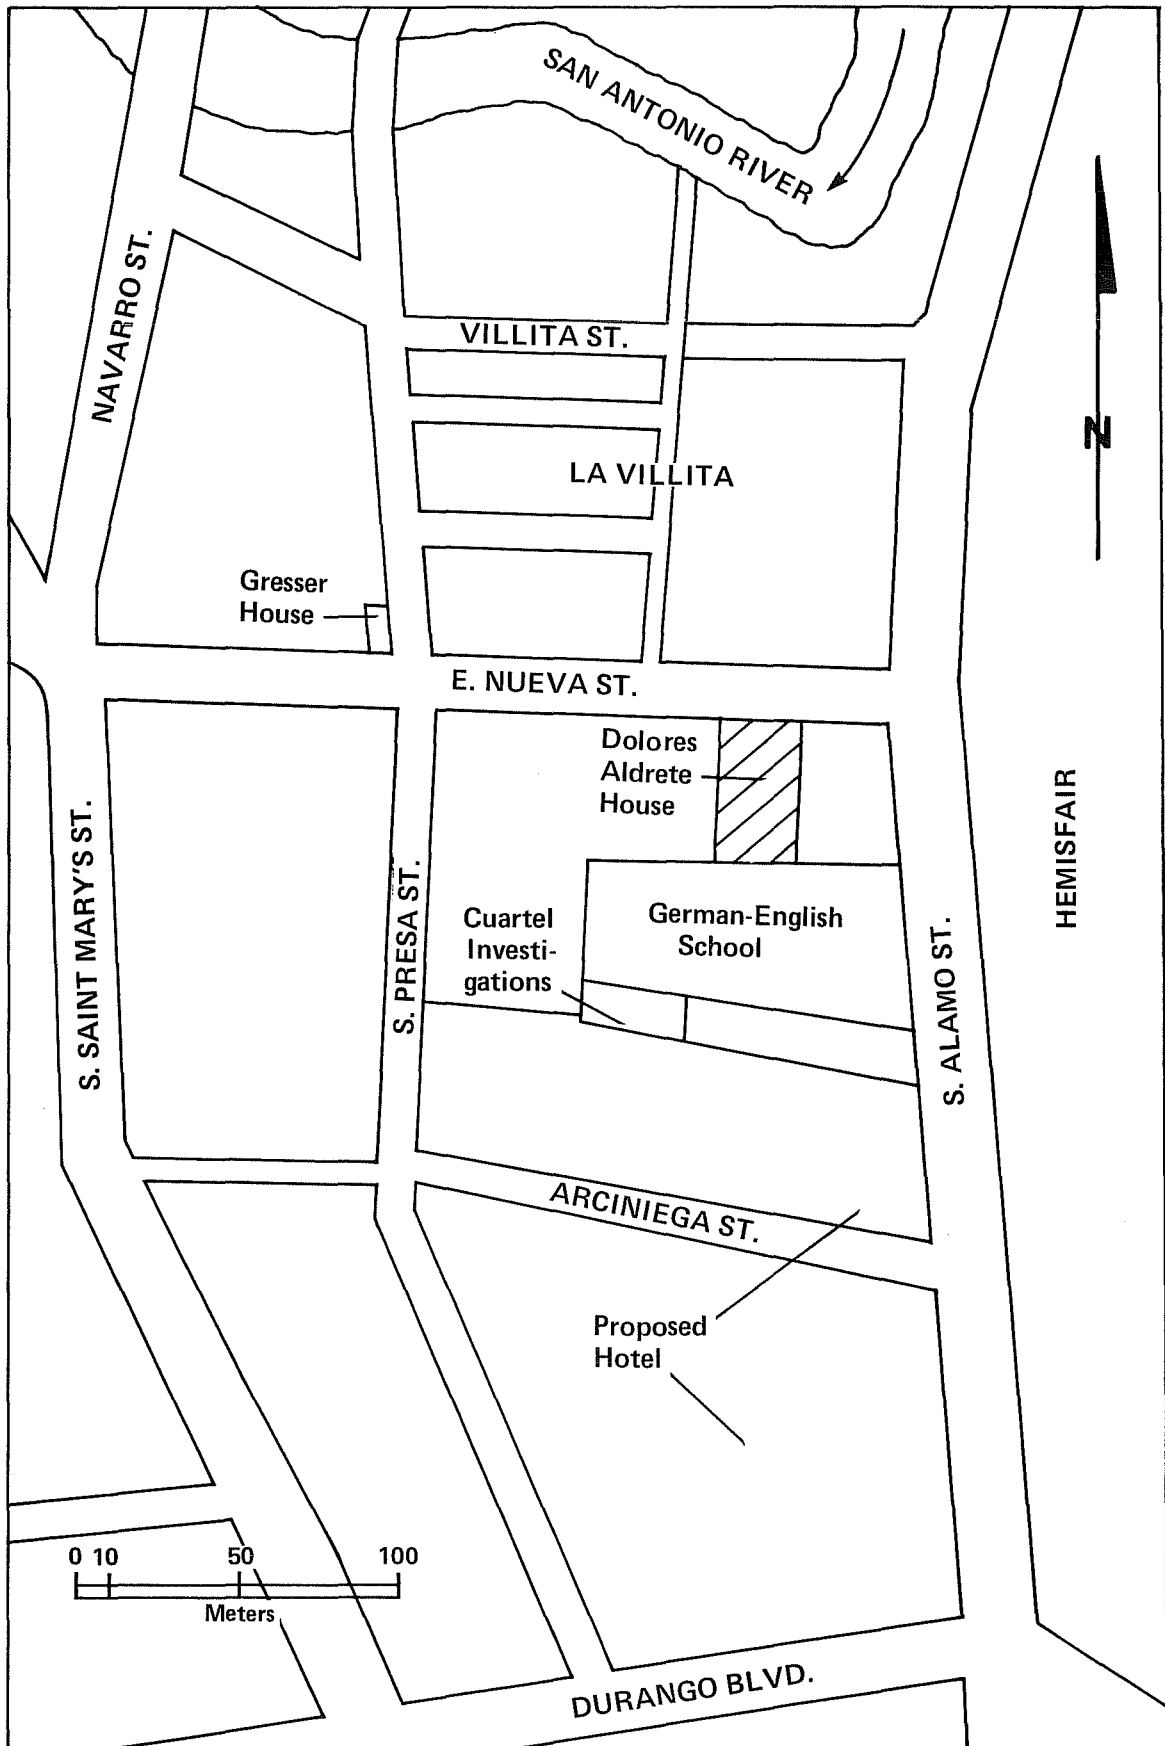 SAN ANTONIO RIVER
NAVARRO ST.
VILLITA ST.
N
LA VILLITA
Gresser
House
E. NUEVA ST.
Dolores
Aldrete
House
HEMISFAIR
S. SAINT MARY'S ST.
S. PRESA ST.
Cuartel
Investi-
gations
German-English
School
S. ALAMO ST.
ARCINIEGA ST.
Proposed
Hotel
0 10 50 100
Meters
DURANGO BLVD.